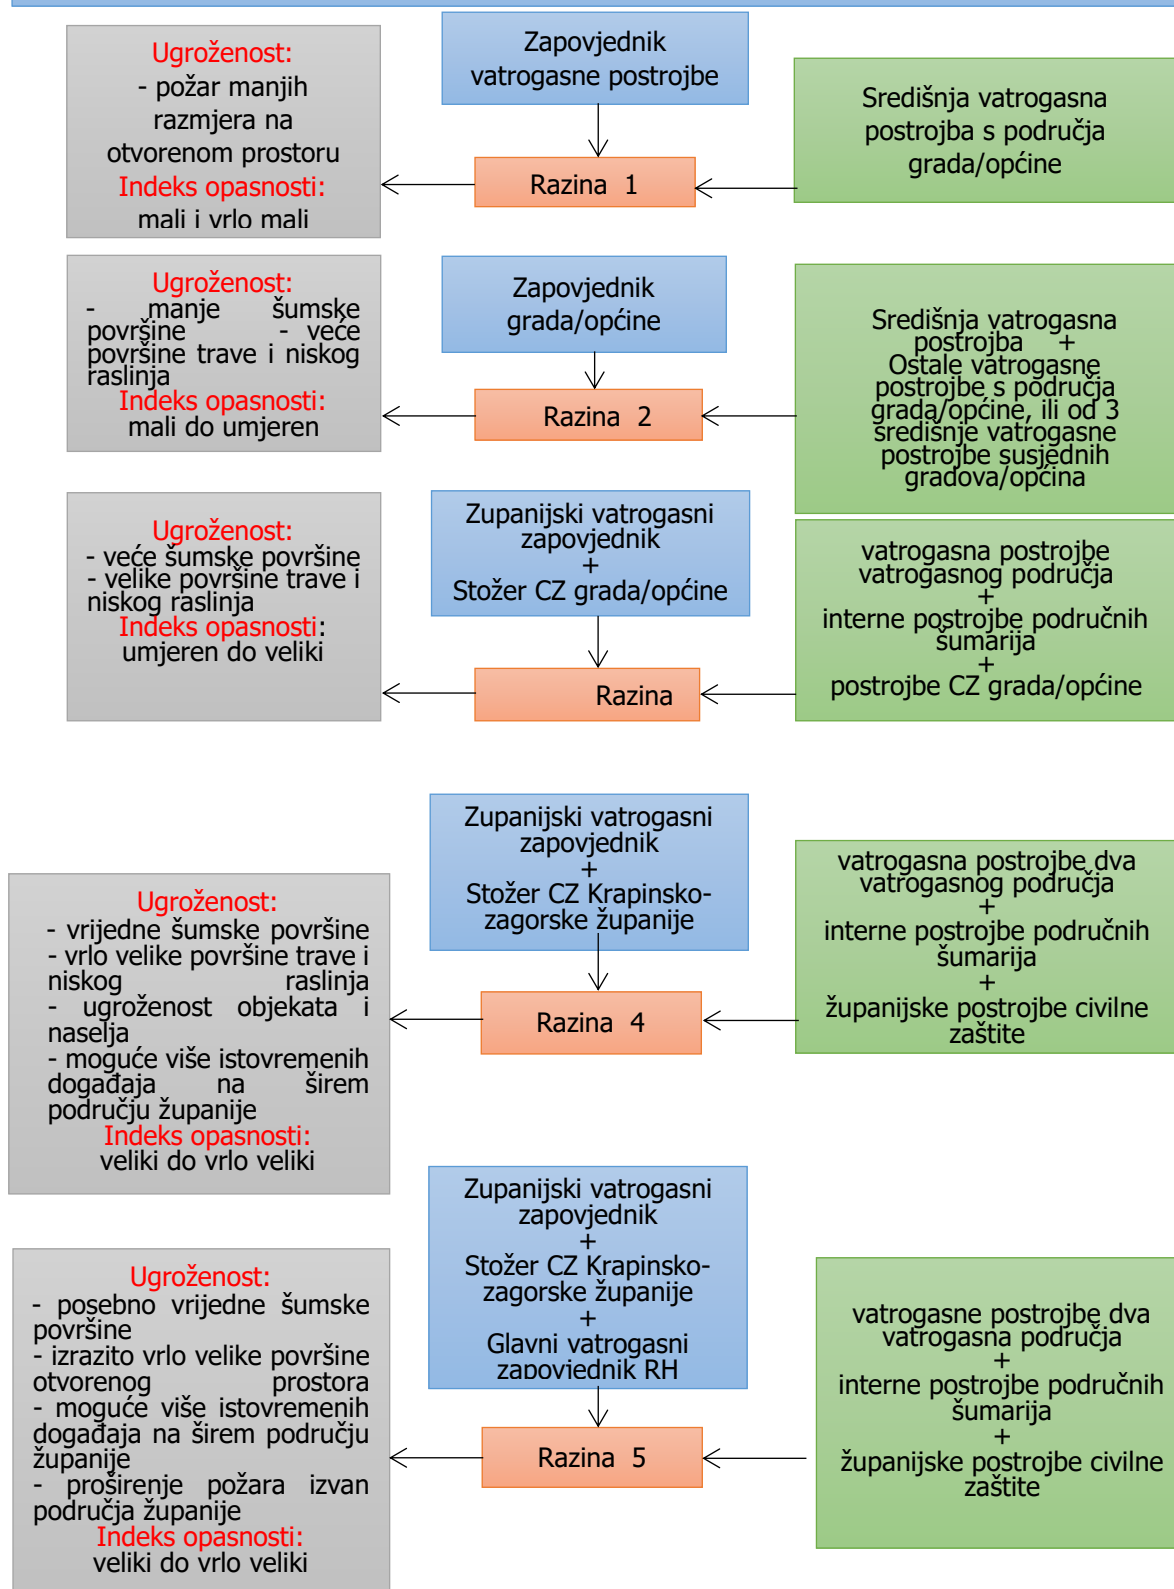 Ugroženost:
- požar manjih
razmjera na
otvorenom prostoru
Indeks opasnosti:
mali i vrlo mali
Zapovjednik
vatrogasne postrojbe
Razina 1
Središnja vatrogasna
postrojba s područja
grada/općine
Ugroženost:
- manje šumske
površine - veće
površine trave i niskog
raslinja
Indeks opasnosti:
mali do umjeren
Zapovjednik
grada/općine
Razina 2
Središnja vatrogasna
postrojba +
Ostale vatrogasne
postrojbe s područja
grada/općine, ili od 3
središnje vatrogasne
postrojbe susjednih
gradova/općina
Ugroženost:
- veće šumske površine
- velike površine trave i
niskog raslinja
Indeks opasnosti:
umjeren do veliki
Zupanijski vatrogasni
zapovjednik
+
Stožer CZ grada/općine
Razina
vatrogasna postrojbe
vatrogasnog područja
+
interne postrojbe područnih
šumarija
+
postrojbe CZ grada/općine
Ugroženost:
- vrijedne šumske površine
- vrlo velike površine trave i
niskog raslinja
- ugroženost objekata i
naselja
- moguće više istovremenih
događaja na širem
području županije
Indeks opasnosti:
veliki do vrlo veliki
Zupanijski vatrogasni
zapovjednik
+
Stožer CZ Krapinsko-
zagorske županije
Razina 4
vatrogasna postrojbe dva
vatrogasnog područja
+
interne postrojbe područnih
šumarija
+
županijske postrojbe civilne
zaštite
Ugroženost:
- posebno vrijedne šumske
površine
- izrazito vrlo velike površine
otvorenog prostora
- moguće više istovremenih
događaja na širem području
županije
- proširenje požara izvan
područja županije
Indeks opasnosti:
veliki do vrlo veliki
Zupanijski vatrogasni
zapovjednik
+
Stožer CZ Krapinsko-
zagorske županije
+
Glavni vatrogasni
zapovjednik RH
Razina 5
vatrogasne postrojbe dva
vatrogasna područja
+
interne postrojbe područnih
šumarija
+
županijske postrojbe civilne
zaštite